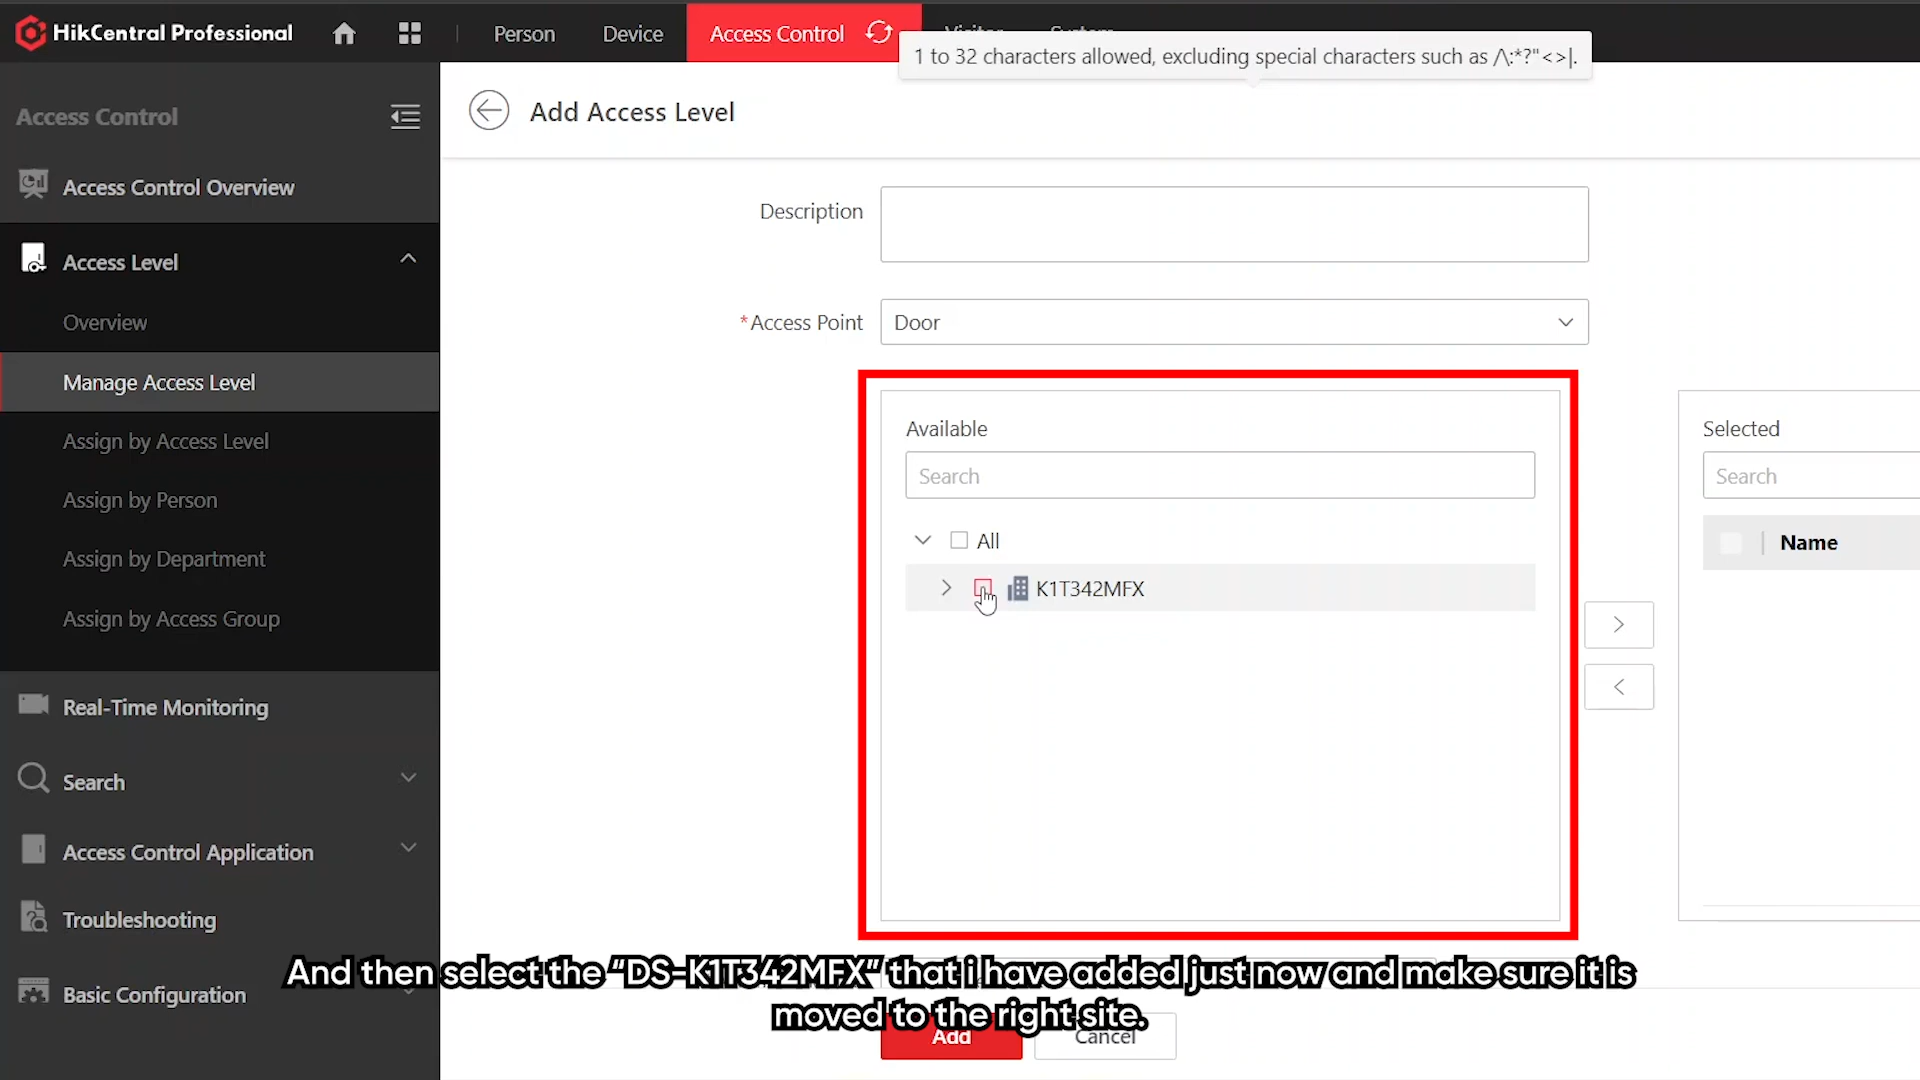 HikCentral Professional
Person
Device
Access Control
1 to 32 characters allowed, excluding special characters such as /\:*?"<>|.
Access Control
Add Access Level
Access Control Overview
Description
Access Level
Overview
*Access Point
Door
Manage Access Level
Available
Selected
Assign by Access Level
Search
Search
Assign by Person
All
Name
Assign by Department
K1T342MFX
Assign by Access Group
Real-Time Monitoring
Search
Access Control Application
Troubleshooting
Basic Configuration
And then select the “DS-K1T342MFX” that i have added just now and make sure it is
moved to the right site.
Add
Cancel